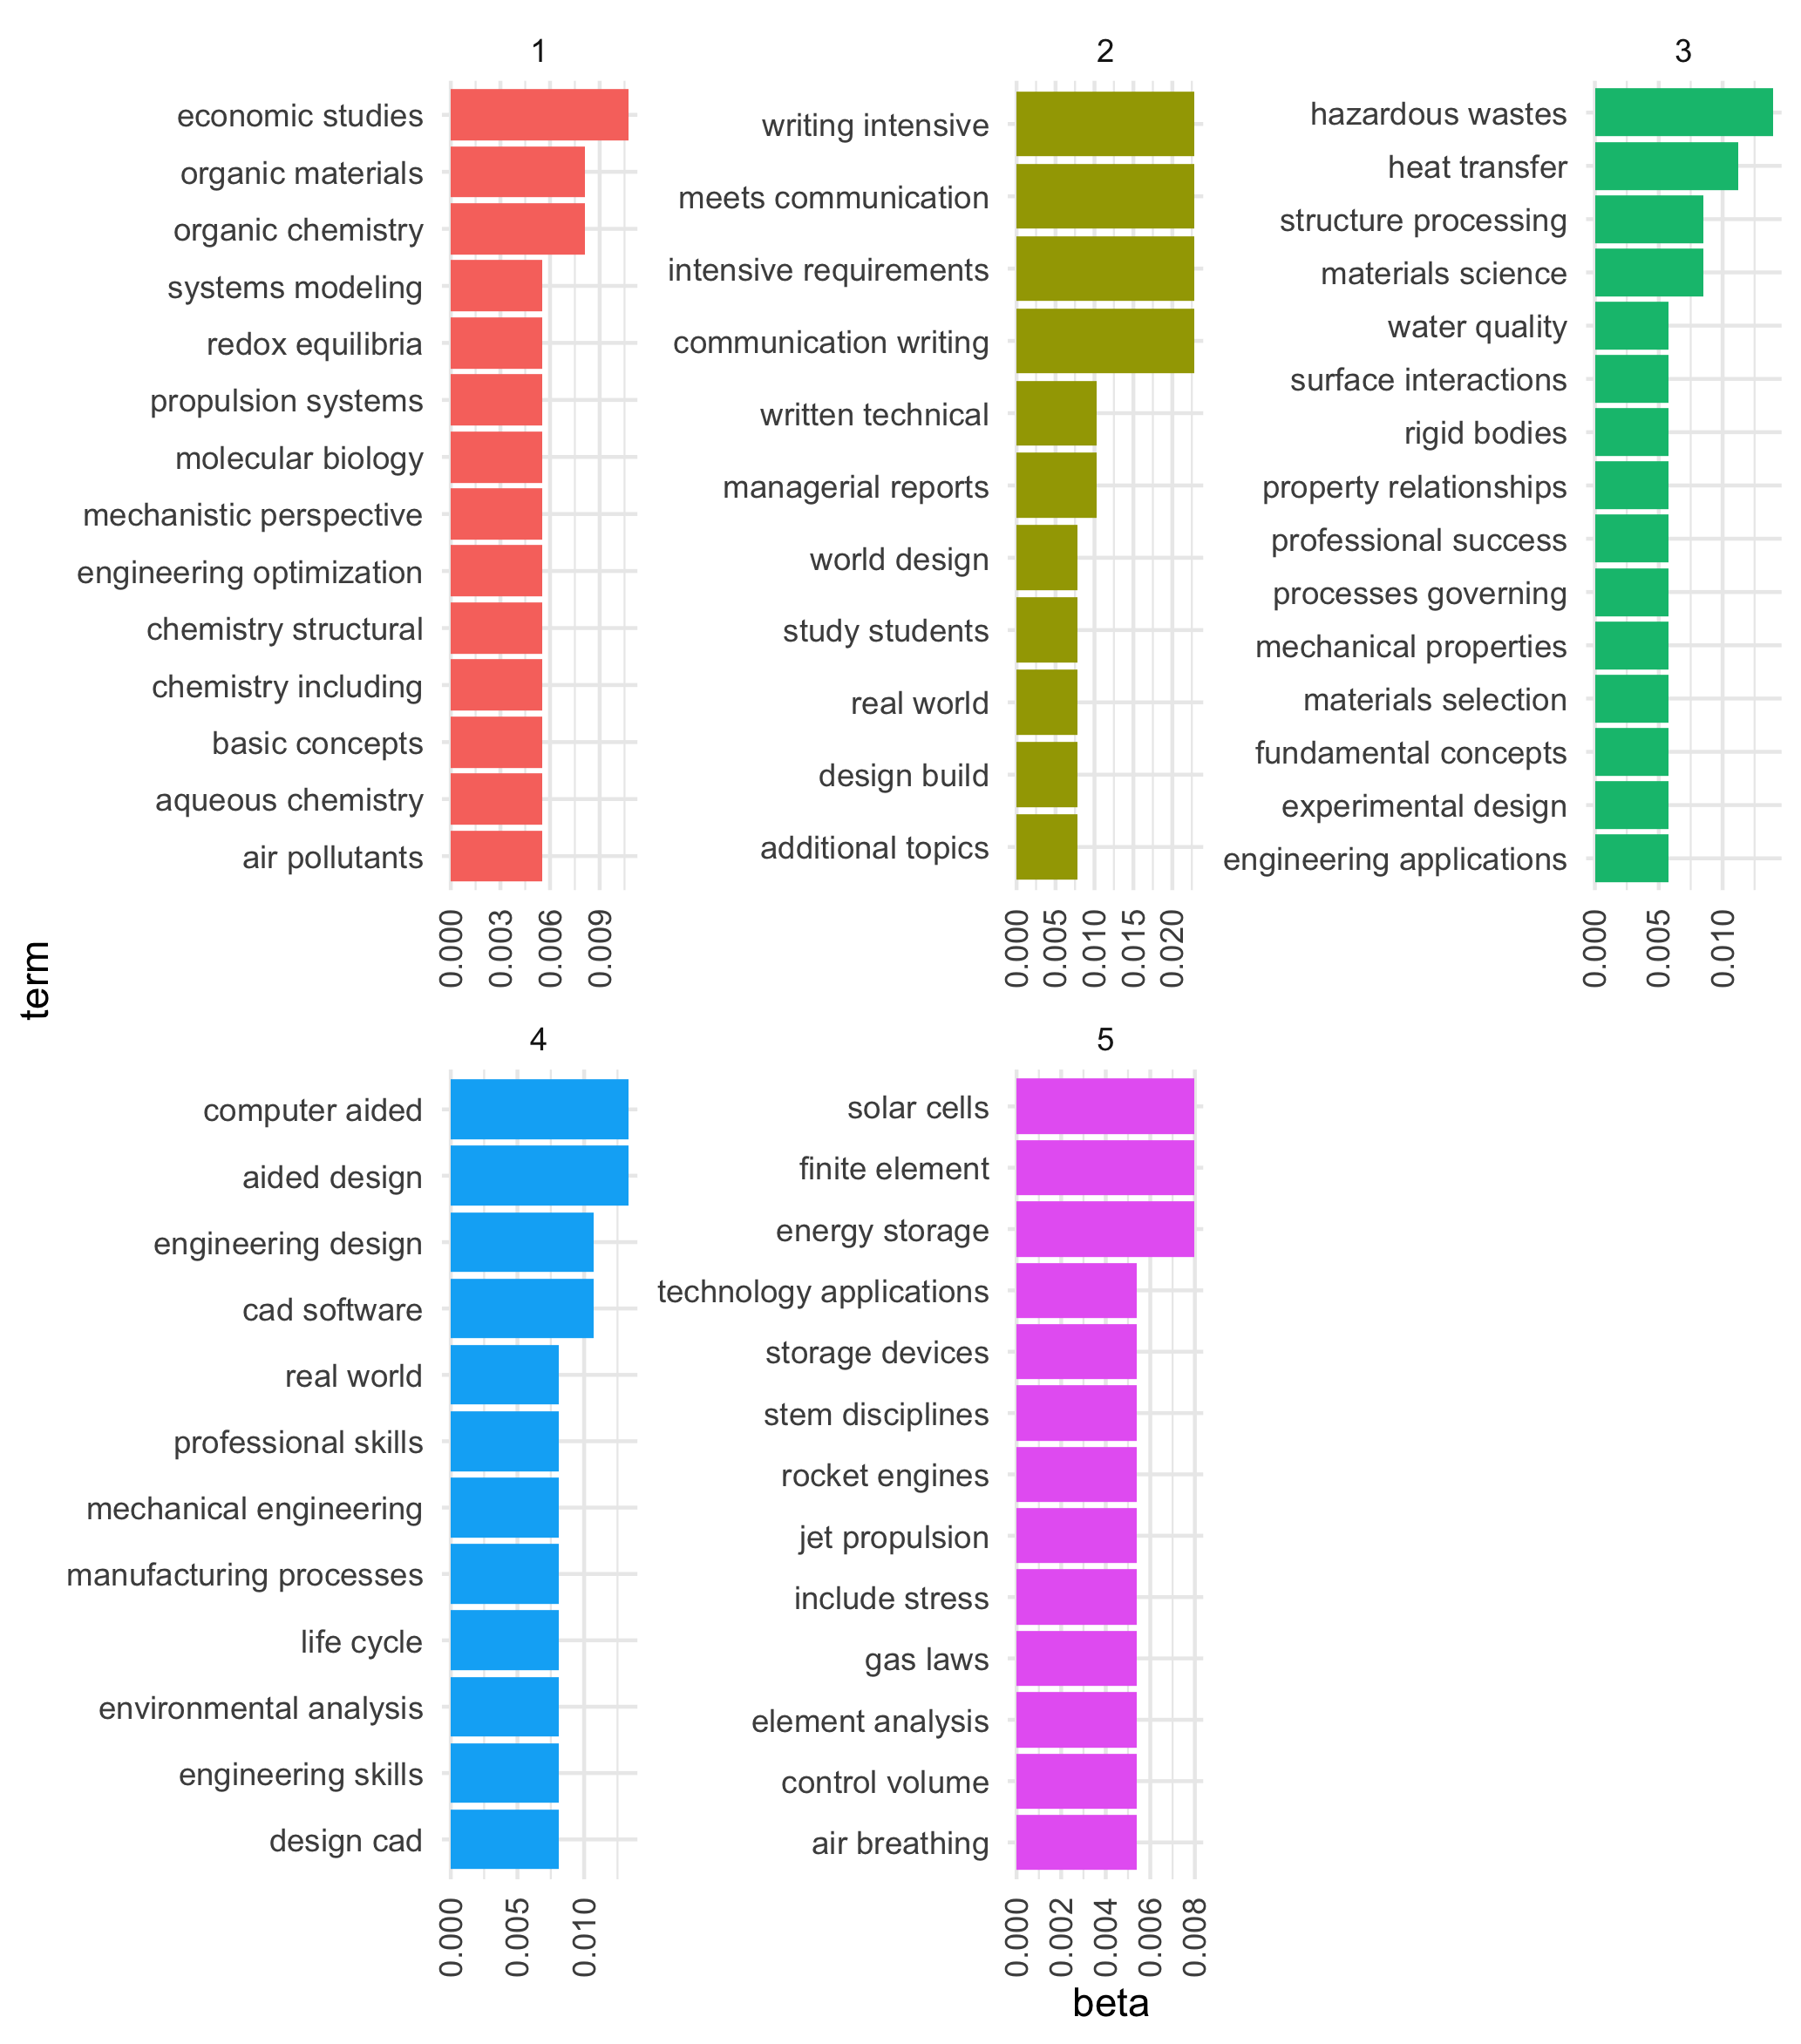 1
economic studies
organic materials
organic chemistry
systems modeling
redox equilibria
propulsion systems
molecular biology
mechanistic perspective
engineering optimization
chemistry structural
chemistry including
basic concepts
aqueous chemistry
air pollutants
0.000
0.003
0.006
0.009
2
writing intensive
meets communication
intensive requirements
communication writing
written technical
managerial reports
world design
study students
real world
design build
additional topics
0.000
0.005
0.010
0.015
0.020
3
hazardous wastes
heat transfer
structure processing
materials science
water quality
surface interactions
rigid bodies
property relationships
professional success
processes governing
mechanical properties
materials selection
fundamental concepts
experimental design
engineering applications
0.000
0.005
0.010
term
4
computer aided
aided design
engineering design
cad software
real world
professional skills
mechanical engineering
manufacturing processes
life cycle
environmental analysis
engineering skills
design cad
0.000
0.005
0.010
5
solar cells
finite element
energy storage
technology applications
storage devices
stem disciplines
rocket engines
jet propulsion
include stress
gas laws
element analysis
control volume
air breathing
0.000
0.002
0.004
0.006
0.008
beta